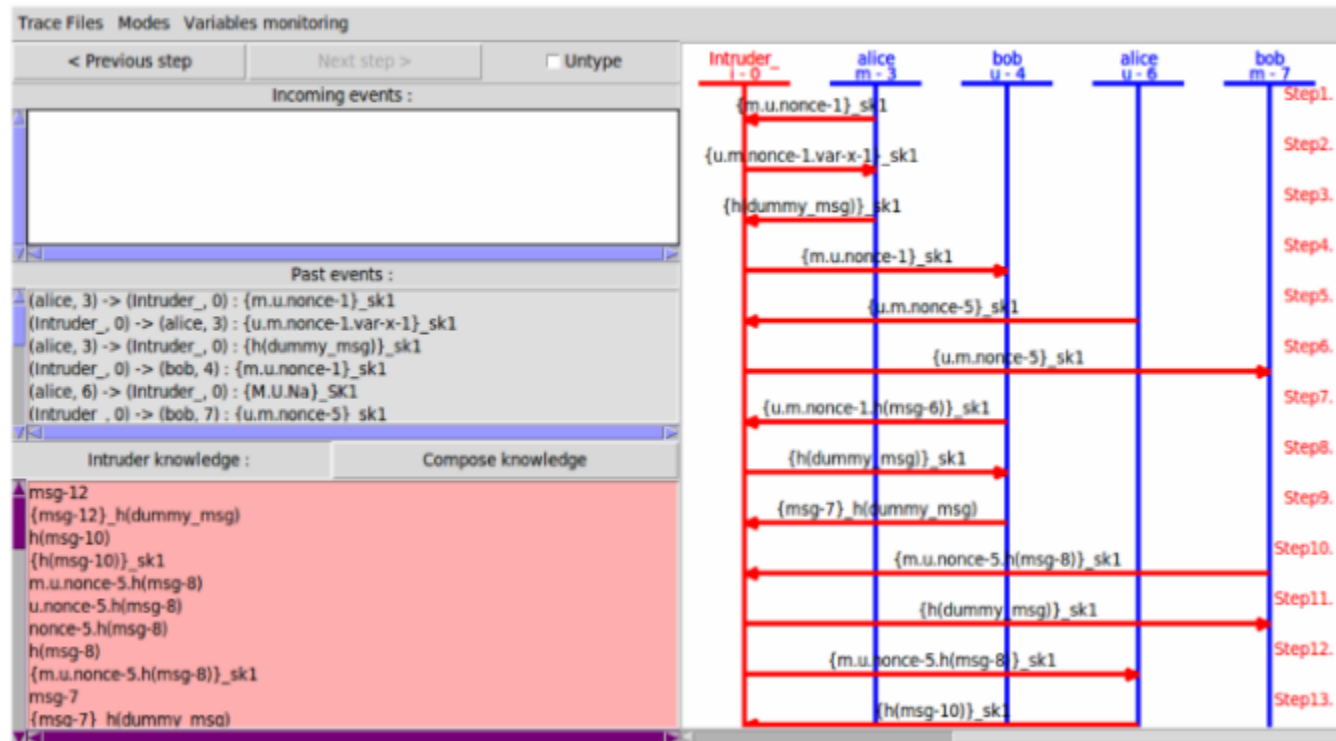 Trace Files Modes Variables monitoring
< Previous step
Next step >
Untype
Incoming events :
Past events :
(alice, 3) -> (Intruder_, 0) : {m.u.nonce-1}_sk1
(Intruder_, 0) -> (alice, 3) : {u.m.nonce-1.var-x-1}_sk1
(alice, 3) -> (Intruder_, 0) : {h(dummy_msg)}_sk1
(Intruder_, 0) -> (bob, 4) : {m.u.nonce-1}_sk1
(alice, 6) -> (Intruder_, 0) : {M.U.Na}_SK1
(Intruder_, 0) -> (bob, 7) : {u.m.nonce-5}_sk1
Intruder knowledge :
Compose knowledge
msg-12
{msg-12}_h(dummy_msg)
h(msg-10)
{h(msg-10)}_sk1
m.u.nonce-5.h(msg-8)
u.nonce-5.h(msg-8)
nonce-5.h(msg-8)
h(msg-8)
{m.u.nonce-5.h(msg-8)}_sk1
msg-7
{msg-7}_h(dummy_msg)
Intruder_ alice bob alice bob
i - 0 m - 3 u - 4 u - 6 m - 7
Step1.
{m.u.nonce-1}_sk1
Step2.
{u.m.nonce-1.var-x-1}_sk1
Step3.
{h(dummy_msg)}_sk1
Step4.
{m.u.nonce-1}_sk1
Step5.
{u.m.nonce-5}_sk1
Step6.
{u.m.nonce-5}_sk1
Step7.
{u.m.nonce-1.h(msg-6)}_sk1
Step8.
{h(dummy_msg)}_sk1
Step9.
{msg-7}_h(dummy_msg)
Step10.
{m.u.nonce-5.h(msg-8)}_sk1
Step11.
{h(dummy_msg)}_sk1
Step12.
{m.u.nonce-5.h(msg-8)}_sk1
Step13.
{h(msg-10)}_sk1